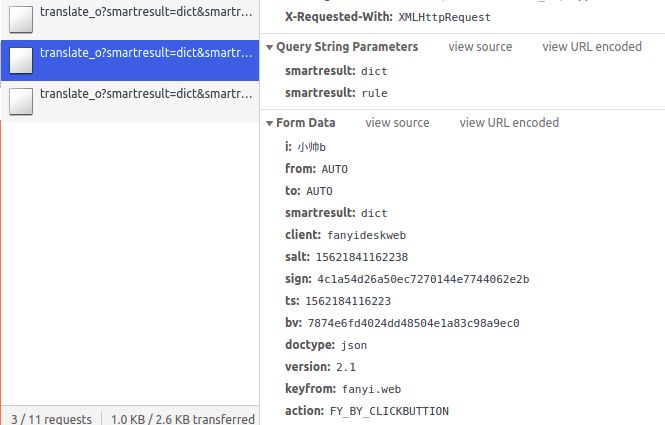 translate_o?smartresult=dict&smartr...
translate_o?smartresult=dict&smartr...
translate_o?smartresult=dict&smartr...
3 / 11 requests
1.0 KB / 2.6 KB transferred
X-Requested-With: XMLHttpRequest
Query String Parameters view source view URL encoded
smartresult: dict
smartresult: rule
Form Data view source view URL encoded
i: 小帅b
from: AUTO
to: AUTO
smartresult: dict
client: fanyideskweb
salt: 15621841162238
sign: 4c1a54d26a50ec7270144e7744062e2b
ts: 1562184116223
bv: 7874e6fd4024dd48504e1a83c98a9ec0
doctype: json
version: 2.1
keyfrom: fanyi.web
action: FY_BY_CLICKBUTTION